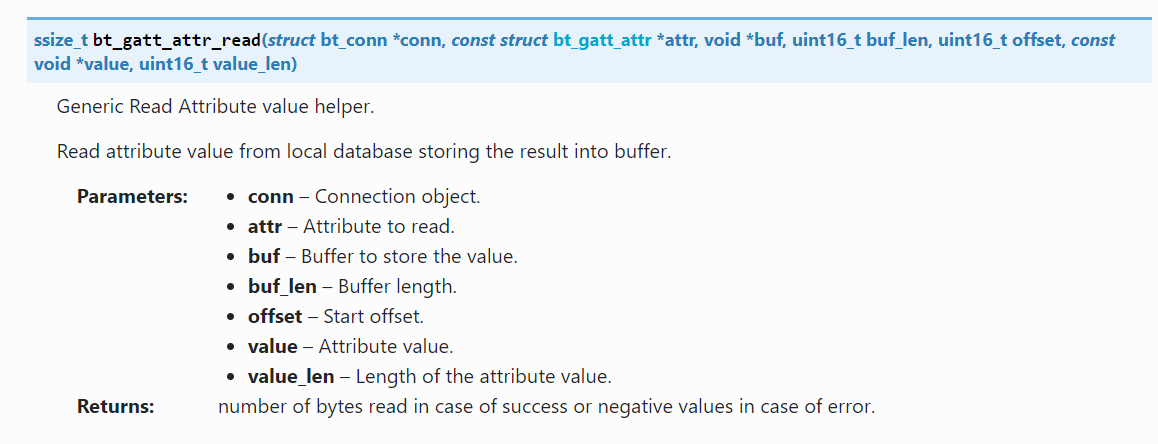 ssize_t bt_gatt_attr_read(struct bt_conn *conn, const struct bt_gatt_attr *attr, void *buf, uint16_t buf_len, uint16_t offset, const
void *value, uint16_t value_len)
Generic Read Attribute value helper.
Read attribute value from local database storing the result into buffer.
Parameters:
• conn – Connection object.
• attr – Attribute to read.
• buf – Buffer to store the value.
• buf_len – Buffer length.
• offset – Start offset.
• value – Attribute value.
• value_len – Length of the attribute value.
Returns: number of bytes read in case of success or negative values in case of error.